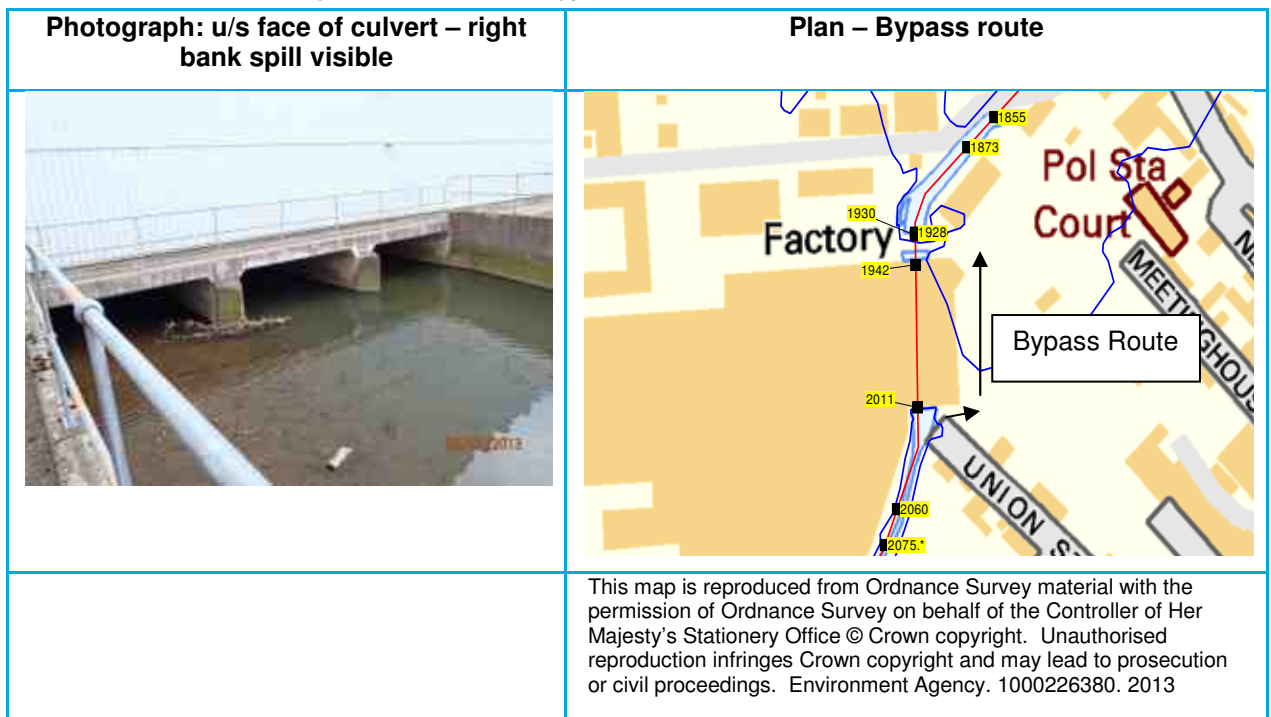 Photograph: u/s face of culvert – right
bank spill visible
Plan – Bypass route
1855
1873
Pol Sta
Court
1930
1928
Factory
1942
MEETINGHOUS
Bypass Route
2011
UNION S
2060
2075.*
This map is reproduced from Ordnance Survey material with the
permission of Ordnance Survey on behalf of the Controller of Her
Majesty's Stationery Office © Crown copyright. Unauthorised
reproduction infringes Crown copyright and may lead to prosecution
or civil proceedings. Environment Agency. 1000226380. 2013